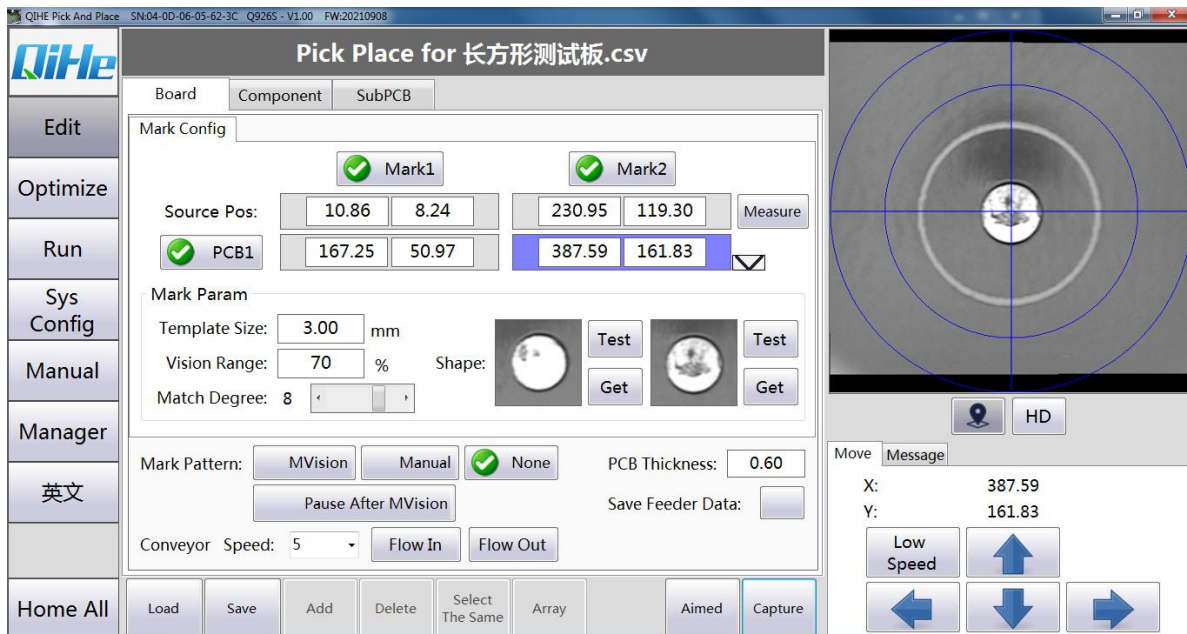 QIHE Pick And Place SN:04-0D-06-05-62-3C Q926S - V1.00 FW:20210908
QiHe
Pick Place for 长方形测试板.csv
Board Component SubPCB
Mark Config
Edit
Optimize
Run
Sys
Config
Manual
Manager
英文
Home All
Mark1 Mark2
Source Pos: 10.86 8.24 230.95 119.30 Measure
PCB1 167.25 50.97 387.59 161.83
Mark Param
Template Size: 3.00 mm
Vision Range: 70 %
Match Degree: 8
Shape:
Test Test
Get Get
Mark Pattern: MVision Manual None PCB Thickness: 0.60
Pause After MVision Save Feeder Data:
Conveyor Speed: 5 Flow In Flow Out
Load Save Add Delete Select The Same Array Aimed Capture
HD
Move Message
X: 387.59
Y: 161.83
Low
Speed